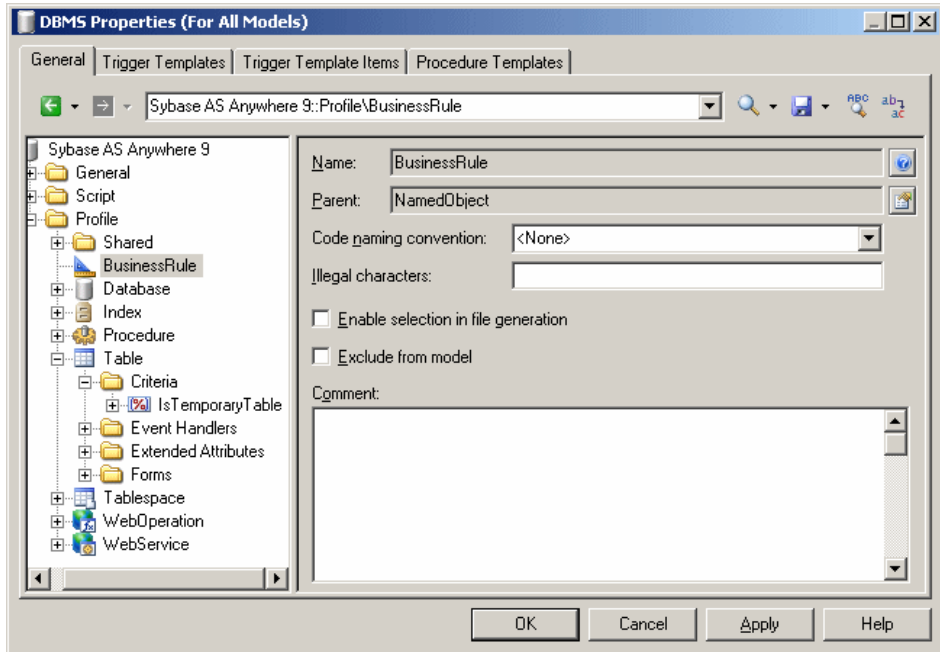 DBMS Properties (For All Models)
General Trigger Templates Trigger Template Items Procedure Templates
Sybase AS Anywhere 9::Profile\BusinessRule
ABC
ab
ac
Sybase AS Anywhere 9
General
Script
Profile
Shared
BusinessRule
Database
Index
Procedure
Table
Criteria
IsTemporaryTable
Event Handlers
Extended Attributes
Forms
Tablespace
WebOperation
WebService
Name: BusinessRule
Parent: NamedObject
Code naming convention: <None>
Illegal characters:
Enable selection in file generation
Exclude from model
Comment:
OK Cancel Apply Help